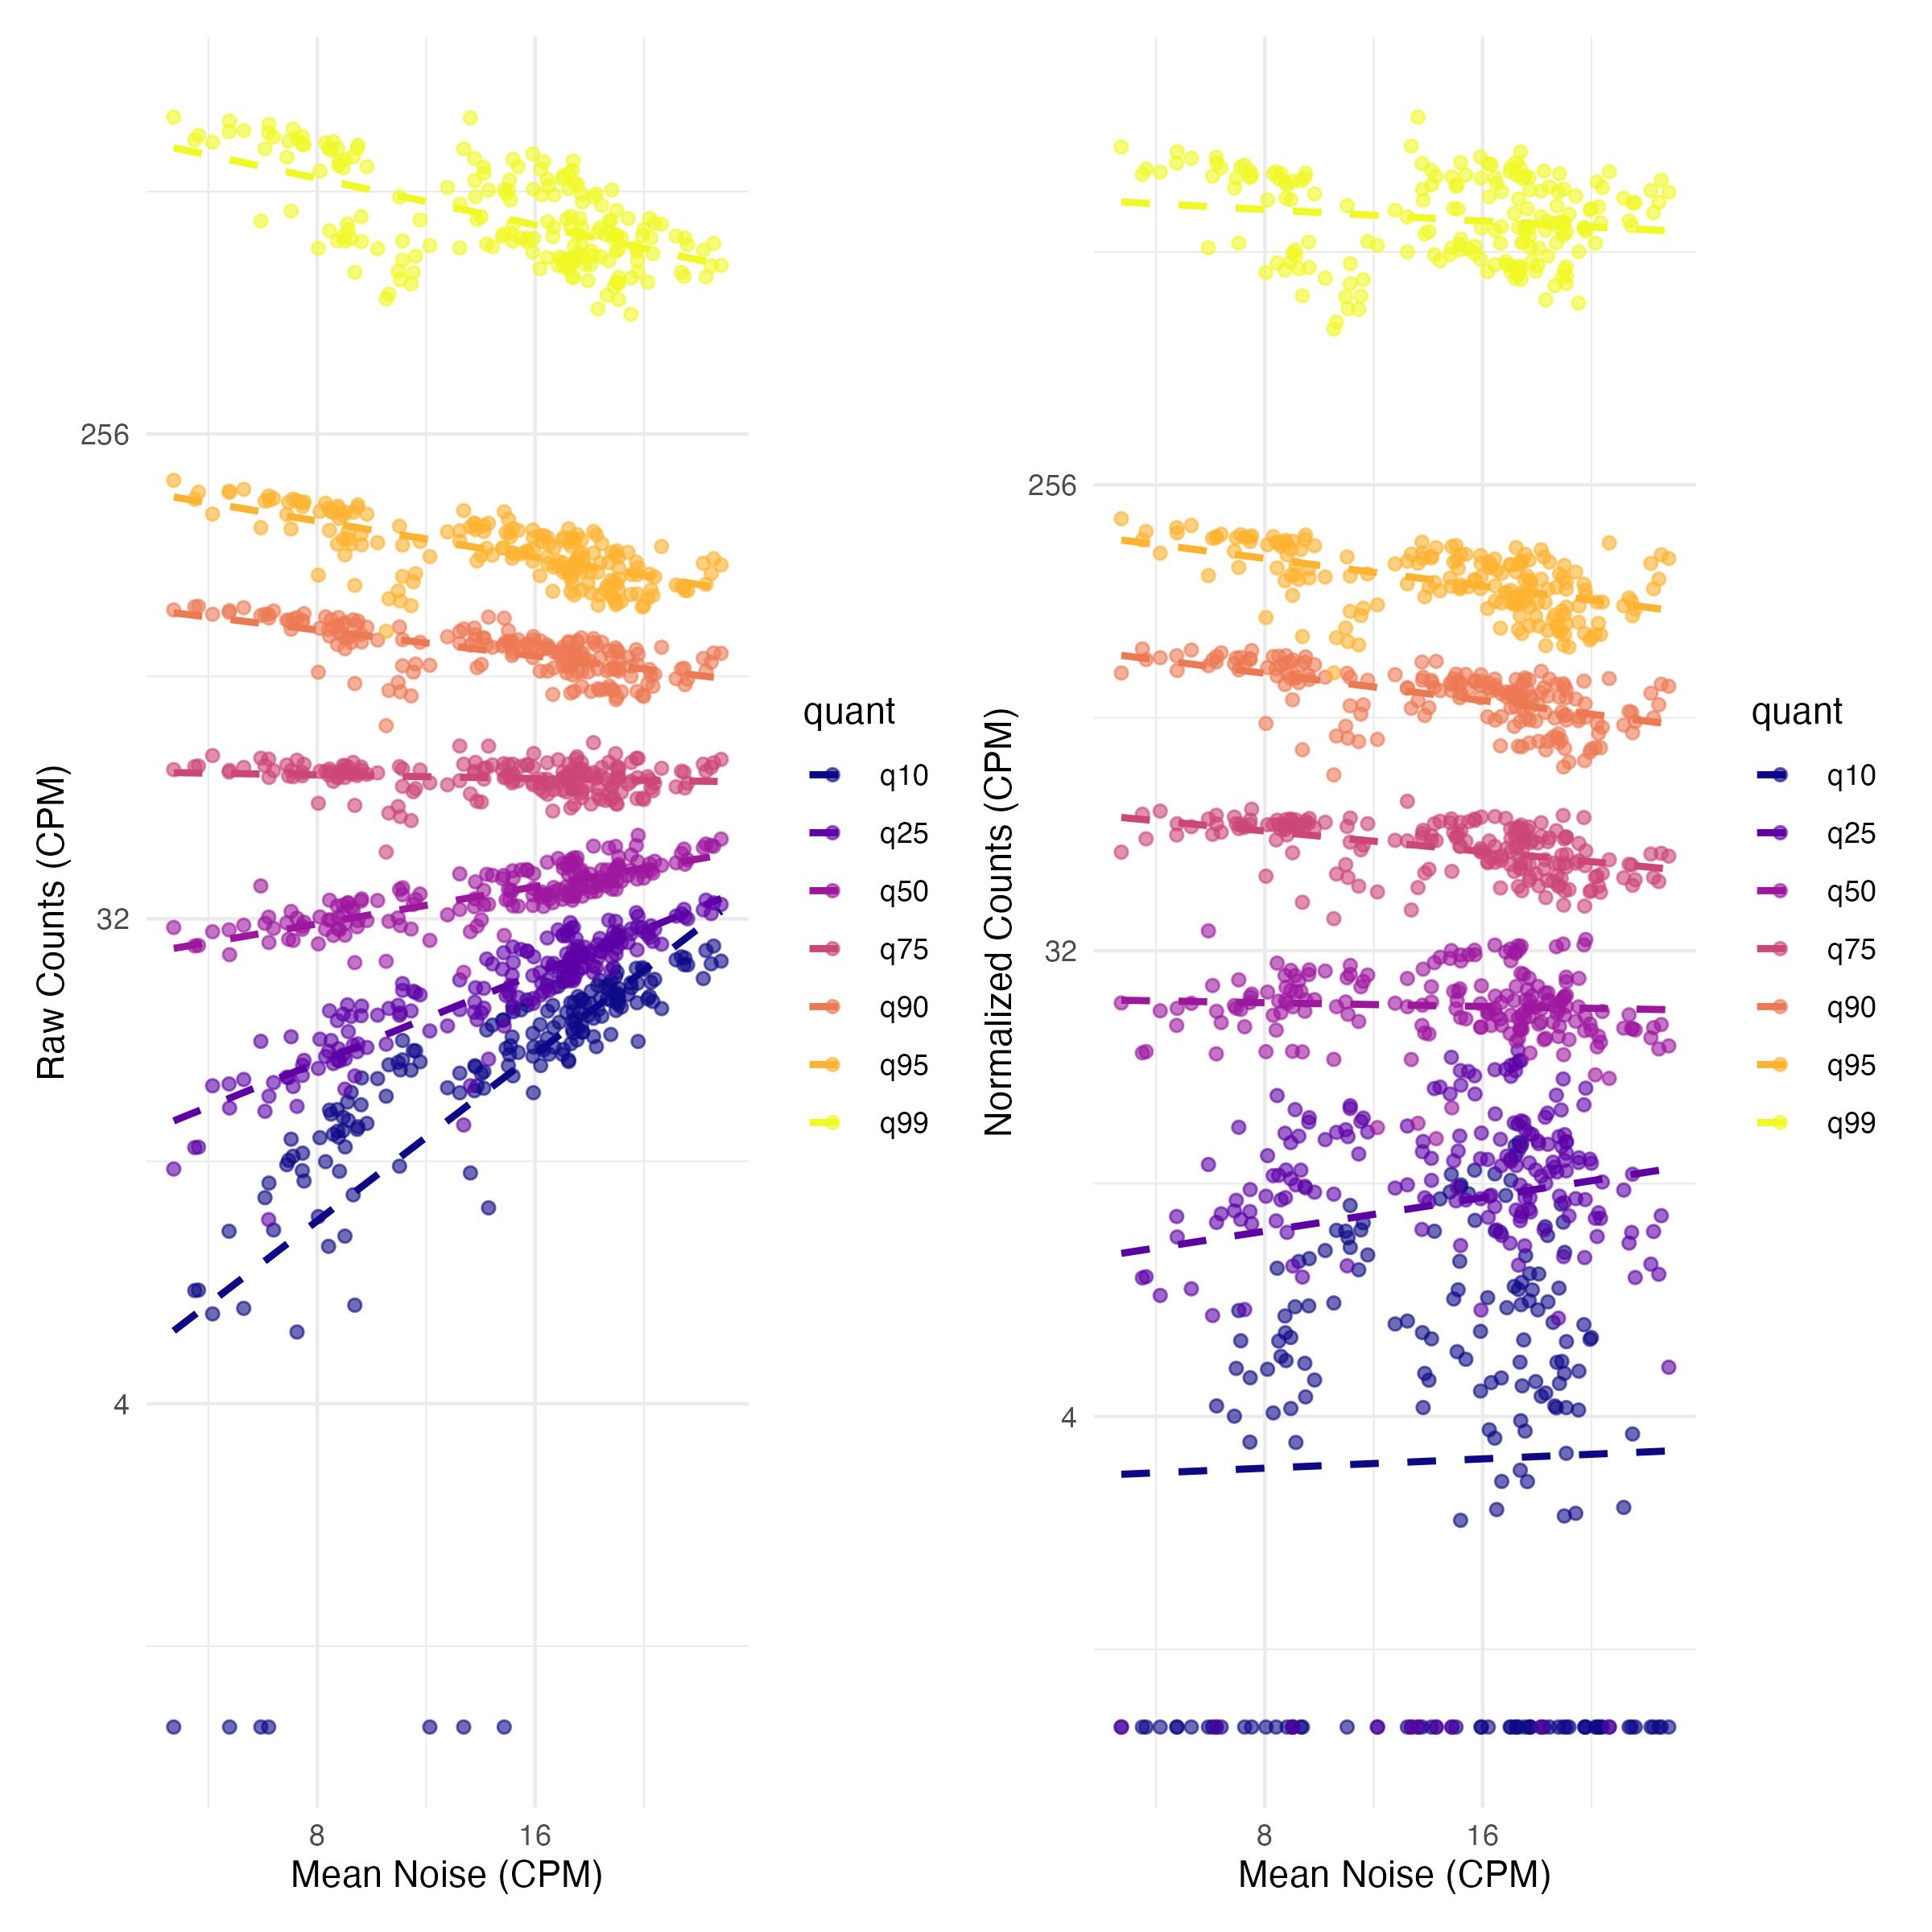 256
32
4
Raw Counts (CPM)
8
16
Mean Noise (CPM)
quant
q10
q25
q50
q75
q90
q95
q99
256
32
4
Normalized Counts (CPM)
8
16
Mean Noise (CPM)
quant
q10
q25
q50
q75
q90
q95
q99